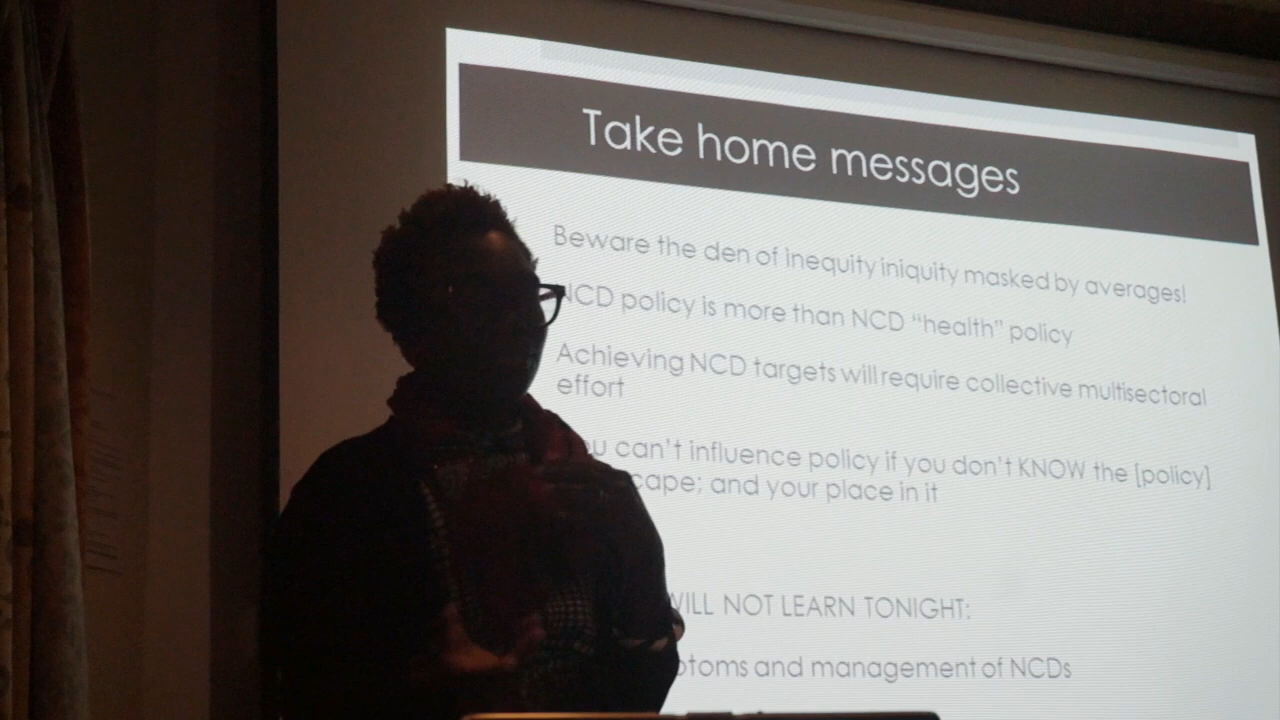 Take home messages
Beware the den of inequity iniquity masked by averages!
NCD policy is more than NCD “health” policy
Achieving NCD targets will require collective multisectoral
effort
can’t influence policy if you don’t KNOW the [policy]
and your place in it
WILL NOT LEARN TONIGHT:
and management of NCDs